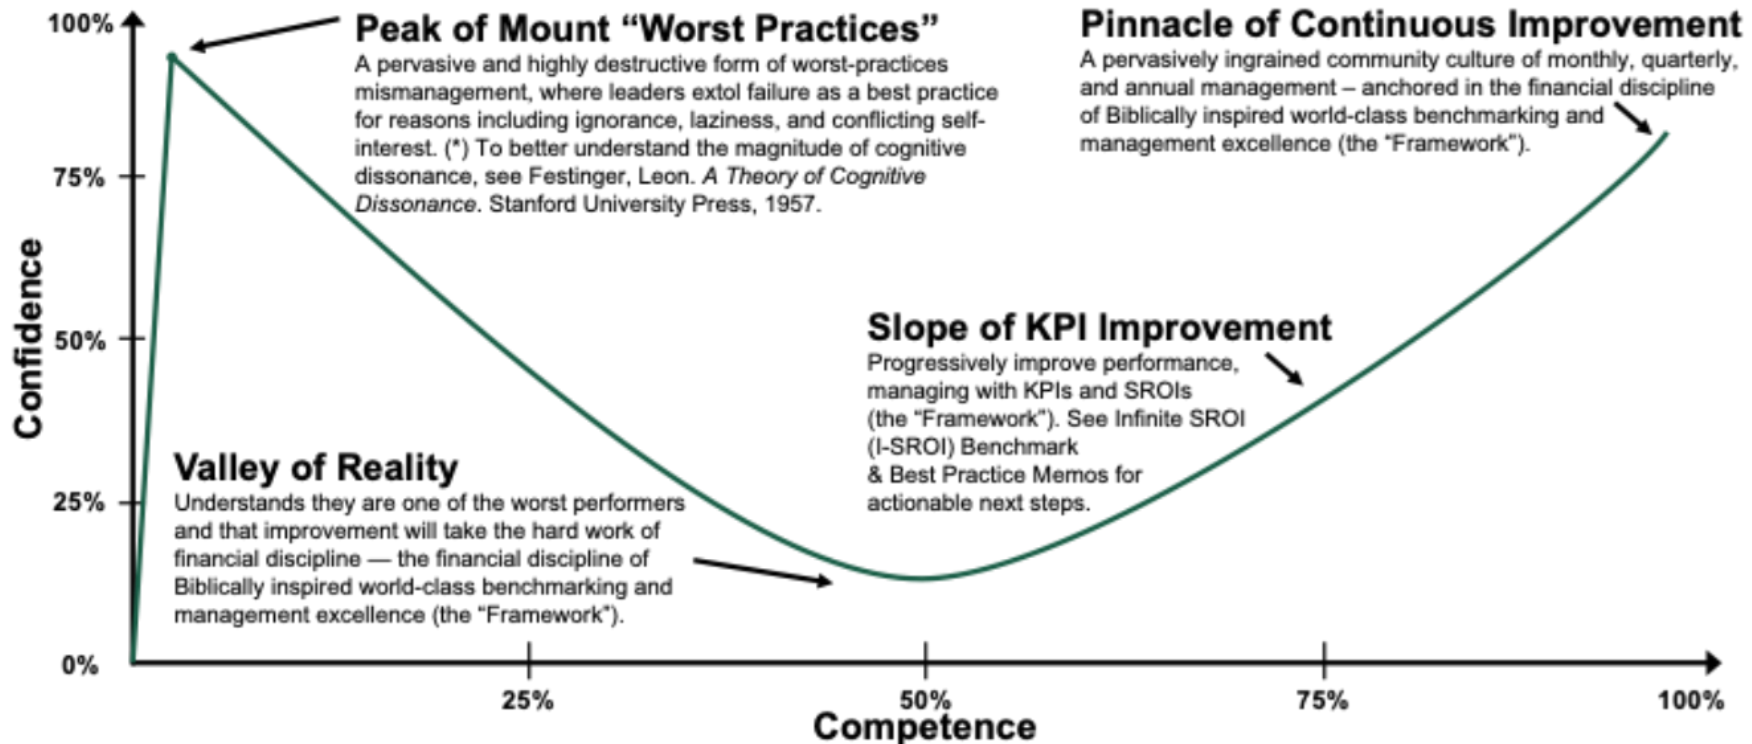 100%
Peak of Mount “Worst Practices”
A pervasive and highly destructive form of worst-practices
mismanagement, where leaders extol failure as a best practice
for reasons including ignorance, laziness, and conflicting self-
interest. (*) To better understand the magnitude of cognitive
dissonance, see Festinger, Leon. A Theory of Cognitive
Dissonance. Stanford University Press, 1957.
Pinnacle of Continuous Improvement
A pervasively ingrained community culture of monthly, quarterly,
and annual management – anchored in the financial discipline
of Biblically inspired world-class benchmarking and
management excellence (the “Framework”).
75%
Confidence
50%
Slope of KPI Improvement
Progressively improve performance,
managing with KPIs and SROIs
(the “Framework”). See Infinite SROI
(I-SROI) Benchmark
& Best Practice Memos for
actionable next steps.
Valley of Reality
Understands they are one of the worst performers
and that improvement will take the hard work of
financial discipline — the financial discipline of
Biblically inspired world-class benchmarking and
management excellence (the “Framework”).
25%
0%
25%
50%
75%
100%
Competence